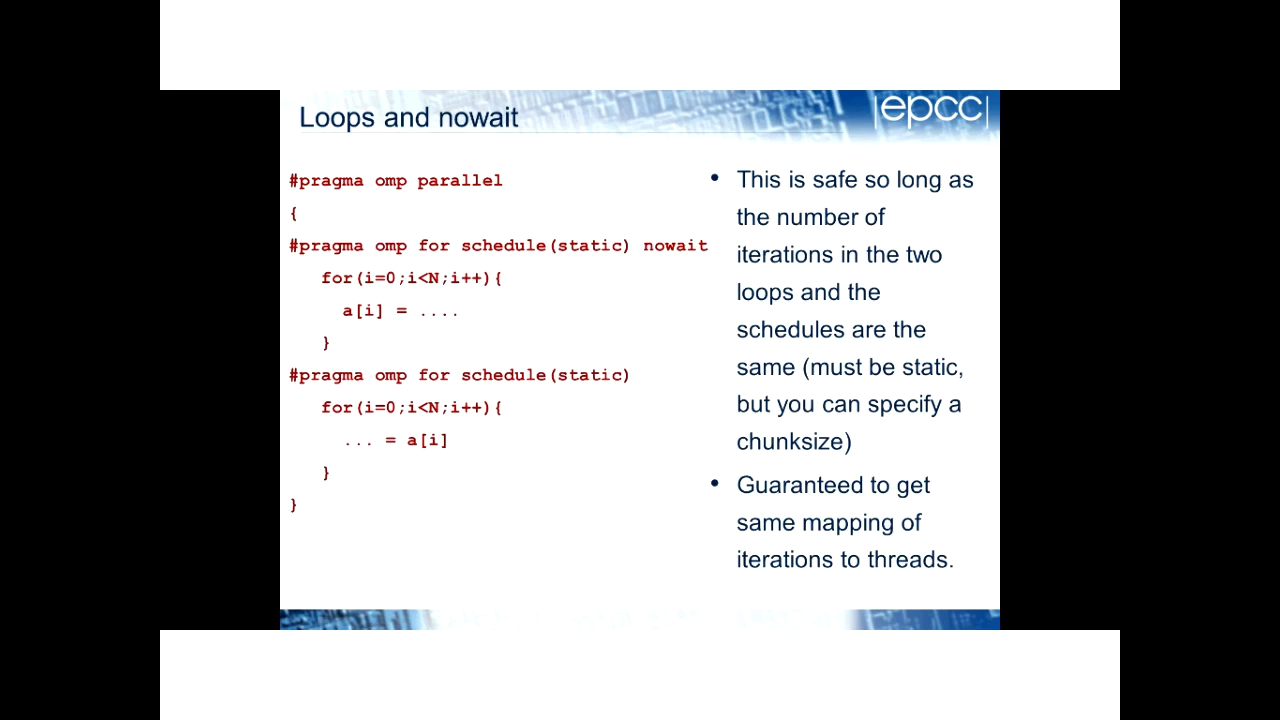 Loops and nowait
|epcc|
#pragma omp parallel
{
#pragma omp for schedule(static) nowait
for(i=0;i<N;i++){
a[i] = ....
}
#pragma omp for schedule(static)
for(i=0;i<N;i++){
... = a[i]
}
}
• This is safe so long as
the number of
iterations in the two
loops and the
schedules are the
same (must be static,
but you can specify a
chunksize)
• Guaranteed to get
same mapping of
iterations to threads.